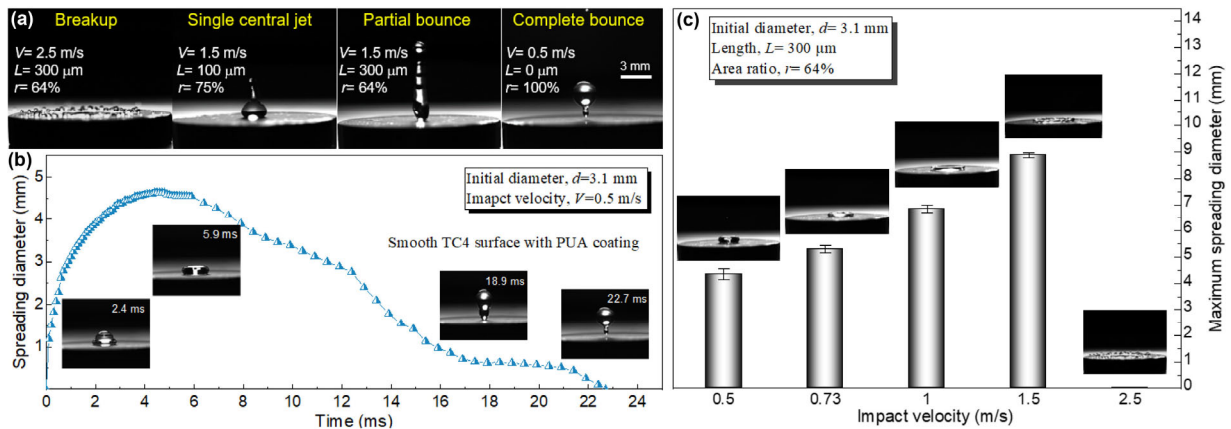 (a)
Breakup
V= 2.5 m/s
L= 300 μm
r= 64%
Single central jet
V= 1.5 m/s
L= 100 μm
r= 75%
Partial bounce
V= 1.5 m/s
L= 300 μm
r= 64%
Complete bounce
V= 0.5 m/s
L= 0 μm
r= 100%
3 mm
(b)
Spreading diameter (mm)
5
4
3
2
1
0
Initial diameter, d=3.1 mm
Imapct velocity, V=0.5 m/s
Smooth TC4 surface with PUA coating
2.4 ms
5.9 ms
18.9 ms
22.7 ms
0 2 4 6 8 10 12 14 16 18 20 22 24
Time (ms)
(c)
Initial diameter, d= 3.1 mm
Length, L= 300 μm
Area ratio, r= 64%
14
13
12
11
10
9
8
7
6
5
4
3
2
1
0
Maximum spreading diameter (mm)
0.5 0.73 1 1.5 2.5
Impact velocity (m/s)